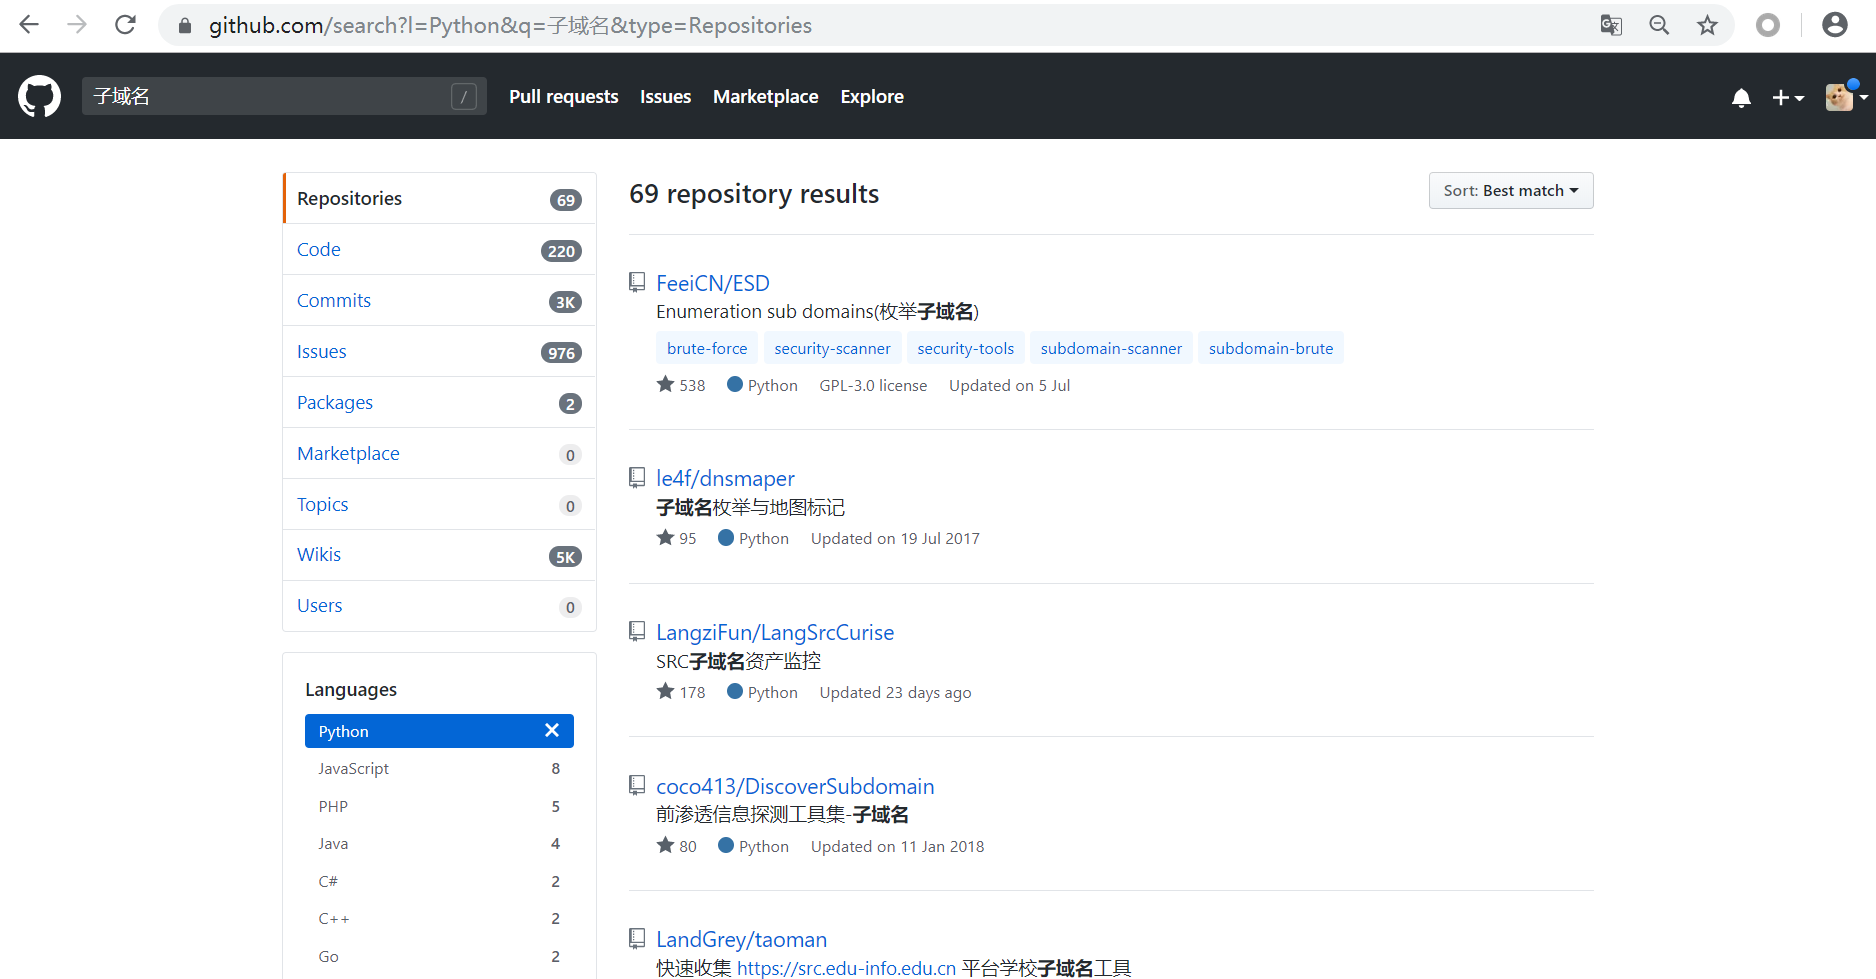 github.com/search?l=Python&q=子域名&type=Repositories
子域名 /
Pull requests Issues Marketplace Explore
Repositories 69
Code 220
Commits 3K
Issues 976
Packages 2
Marketplace 0
Topics 0
Wikis 5K
Users 0
Languages
Python
JavaScript 8
PHP 5
Java 4
C# 2
C++ 2
Go 2
69 repository results
Sort: Best match
FeeiCN/ESD
Enumeration sub domains(枚举子域名)
brute-force security-scanner security-tools subdomain-scanner subdomain-brute
538 Python GPL-3.0 license Updated on 5 Jul
le4f/dnsmaper
子域名枚举与地图标记
95 Python Updated on 19 Jul 2017
LangziFun/LangSrcCurise
SRC子域名资产监控
178 Python Updated 23 days ago
coco413/DiscoverSubdomain
前渗透信息探测工具集-子域名
80 Python Updated on 11 Jan 2018
LandGrey/taoman
快速收集 https://src.edu-info.edu.cn 平台学校子域名工具